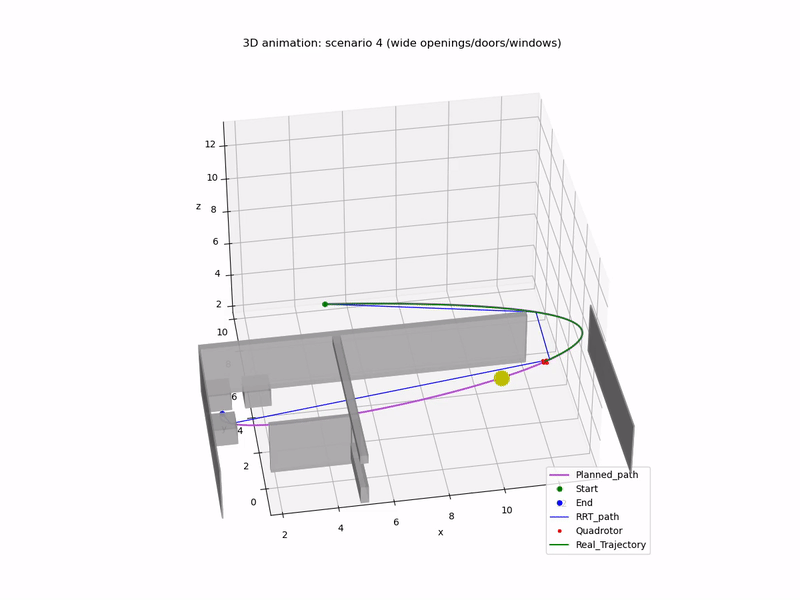 3D animation: scenario 4 (wide openings/doors/windows)
12
10
z 8
6
4
2
10
6
4
2
0
2
4
6
8
10
x
Planned_path
Start
End
RRT_path
Quadrotor
Real_Trajectory